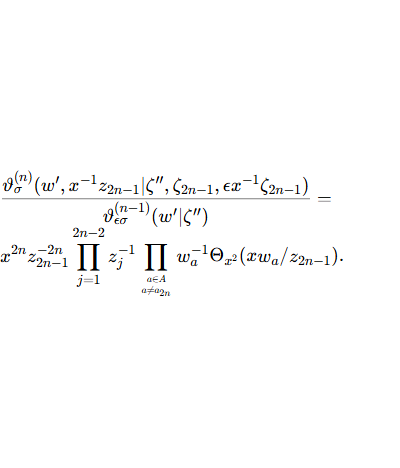 \frac{\vartheta_{\sigma}^{(n)}(w', x^{-1}z_{2n-1}|\zeta'', \zeta_{2n-1}, \epsilon x^{-1}\zeta_{2n-1})}{\vartheta_{\epsilon\sigma}^{(n-1)}(w'|\zeta'')} =
x^{2n} z_{2n-1}^{-2n} \prod_{j=1}^{2n-2} z_j^{-1} \prod_{\substack{a \in A \\ a \neq a_{2n}}} w_a^{-1} \Theta_{x^2}(x w_a / z_{2n-1}).